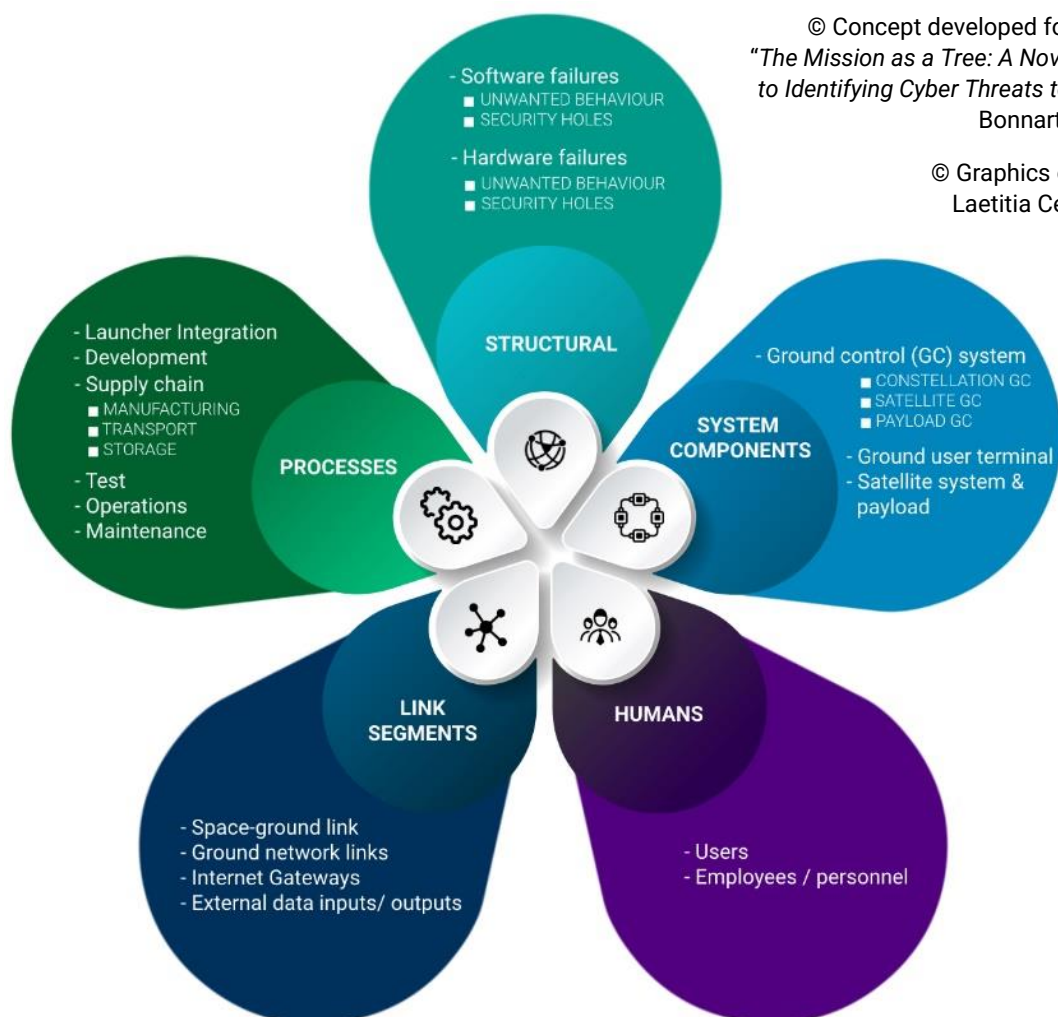 © Concept developed fo
“The Mission as a Tree: A Nov
to Identifying Cyber Threats t
Bonnart
© Graphics
Laetitia Ce
- Software failures
■ UNWANTED BEHAVIOUR
■ SECURITY HOLES
- Hardware failures
■ UNWANTED BEHAVIOUR
■ SECURITY HOLES
STRUCTURAL
- Launcher Integration
- Development
- Supply chain
■ MANUFACTURING
■ TRANSPORT
■ STORAGE
- Test
- Operations
- Maintenance
PROCESSES
- Ground control (GC) system
■ CONSTELLATION GC
■ SATELLITE GC
■ PAYLOAD GC
- Ground user terminal
- Satellite system &
payload
SYSTEM
COMPONENTS
LINK
SEGMENTS
- Space-ground link
- Ground network links
- Internet Gateways
- External data inputs/ outputs
HUMANS
- Users
- Employees / personnel